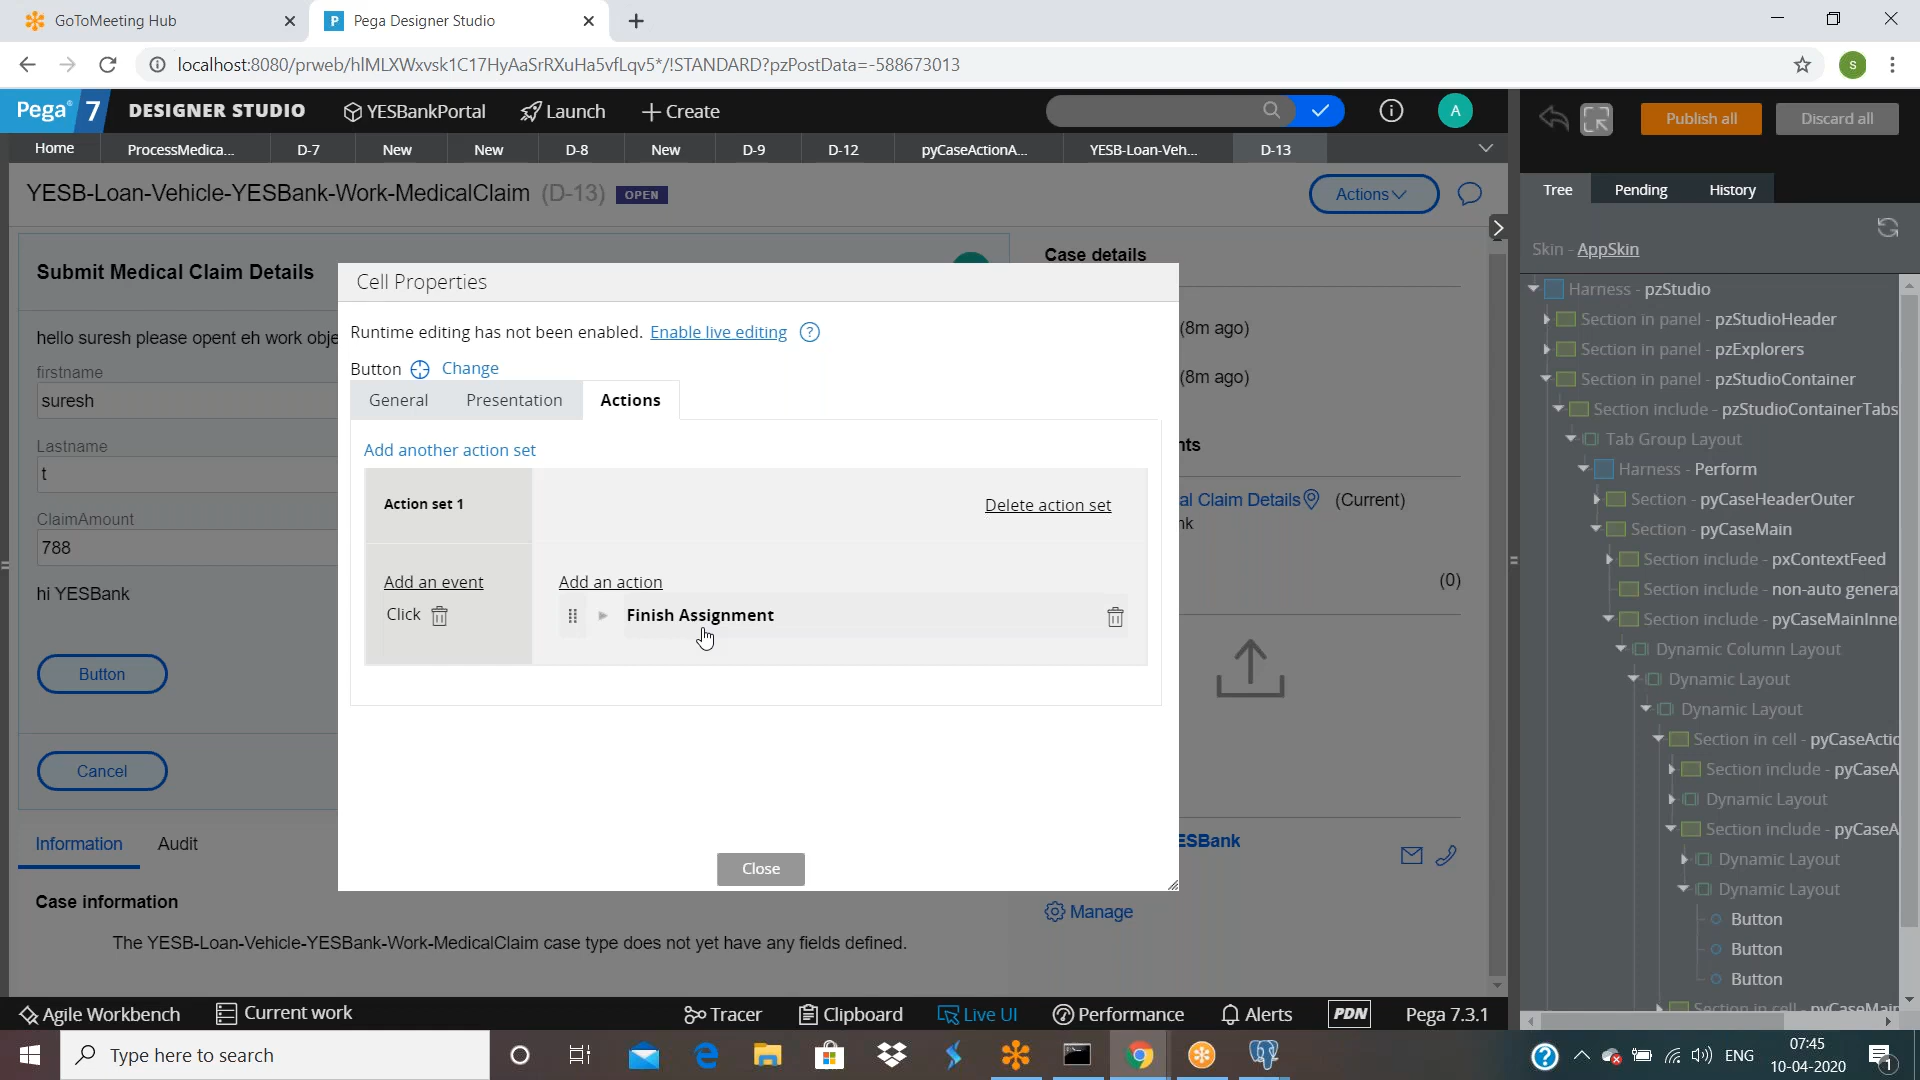 GoToMeeting Hub
P Pega Designer Studio
localhost:8080/prweb/hIMLXWxvsk1C17HyAaSrRXuHa5vfLqv5*/!STANDARD?pzPostData=-588673013
s
Pega 7 DESIGNER STUDIO YESBankPortal Launch Create A
Publish all Discard all
Home ProcessMedica... D-7 New New D-8 New D-9 D-12 pyCaseActionA... YESB-Loan-Veh... D-13
YESB-Loan-Vehicle-YESBank-Work-MedicalClaim (D-13) OPEN Actions
Tree Pending History
Skin - AppSkin
Submit Medical Claim Details
hello suresh please opent eh work obje
firstname
suresh
Lastname
t
ClaimAmount
788
hi YESBank
Button
Cancel
Information Audit
Case information
The YESB-Loan-Vehicle-YESBank-Work-MedicalClaim case type does not yet have any fields defined.
Cell Properties
Runtime editing has not been enabled. Enable live editing ?
Button Change
General Presentation Actions
Add another action set
Action set 1 Delete action set
Add an event Add an action
Click Finish Assignment
Close
Case details
(8m ago)
(8m ago)
nts
al Claim Details (Current)
nk
(0)
ESBank
Manage
Harness - pzStudio
Section in panel - pzStudioHeader
Section in panel - pzExplorers
Section in panel - pzStudioContainer
Section include - pzStudioContainerTabs
Tab Group Layout
Harness - Perform
Section - pyCaseHeaderOuter
Section - pyCaseMain
Section include - pxContextFeed
Section include - non-auto genera
Section include - pyCaseMainInne
Dynamic Column Layout
Dynamic Layout
Dynamic Layout
Section in cell - pyCaseActic
Section include - pyCaseA
Dynamic Layout
Section include - pyCaseA
Dynamic Layout
Dynamic Layout
Button
Button
Button
Section in cell - pyCaseMain
Agile Workbench Current work Tracer Clipboard Live UI Performance Alerts PDN Pega 7.3.1
Type here to search
ENG
07:45
10-04-2020
1